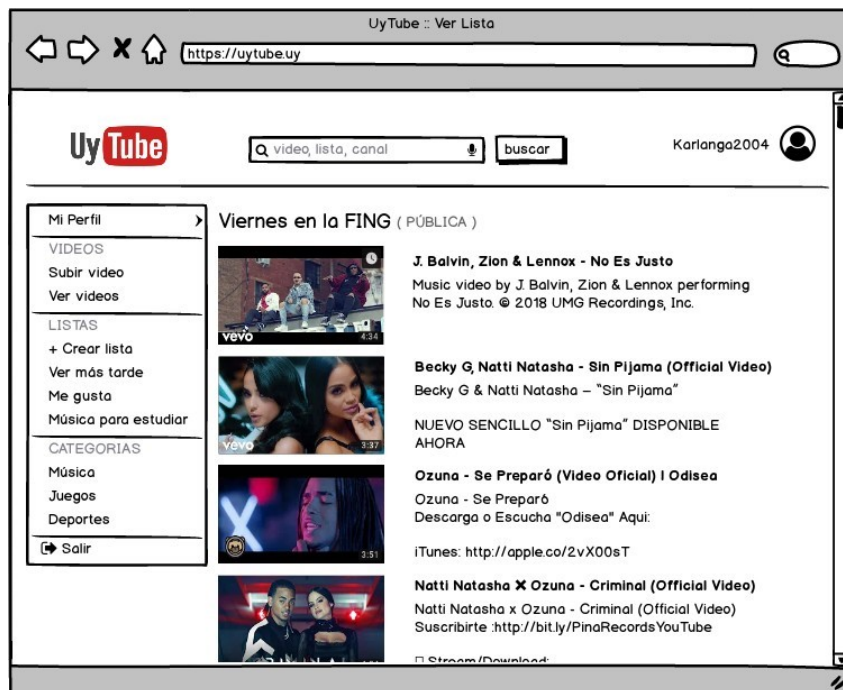 UyTube :: Ver Lista
https://uytube.uy
UyTube
video, lista, canal
buscar
Karlanga2004
Mi Perfil
VIDEOS
Subir video
Ver videos
LISTAS
+ Crear lista
Ver más tarde
Me gusta
Música para estudiar
CATEGORIAS
Música
Juegos
Deportes
Salir
Viernes en la FING ( PÚBLICA )
vevo
4:34
J. Balvin, Zion & Lennox - No Es Justo
Music video by J. Balvin, Zion & Lennox performing
No Es Justo. © 2018 UMG Recordings, Inc.
vevo
3:37
Becky G, Natti Natasha - Sin Pijama (Official Video)
Becky G & Natti Natasha – "Sin Pijama"
NUEVO SENCILLO "Sin Pijama" DISPONIBLE
AHORA
3:51
Ozuna - Se Preparó (Video Oficial) | Odisea
Ozuna - Se Preparó
Descarga o Escucha "Odisea" Aqui:
iTunes: http://apple.co/2vX00sT
Natti Natasha ❌ Ozuna - Criminal (Official Video)
Natti Natasha x Ozuna - Criminal (Official Video)
Suscribirte :http://bit.ly/PinaRecordsYouTube
Stream/Download: